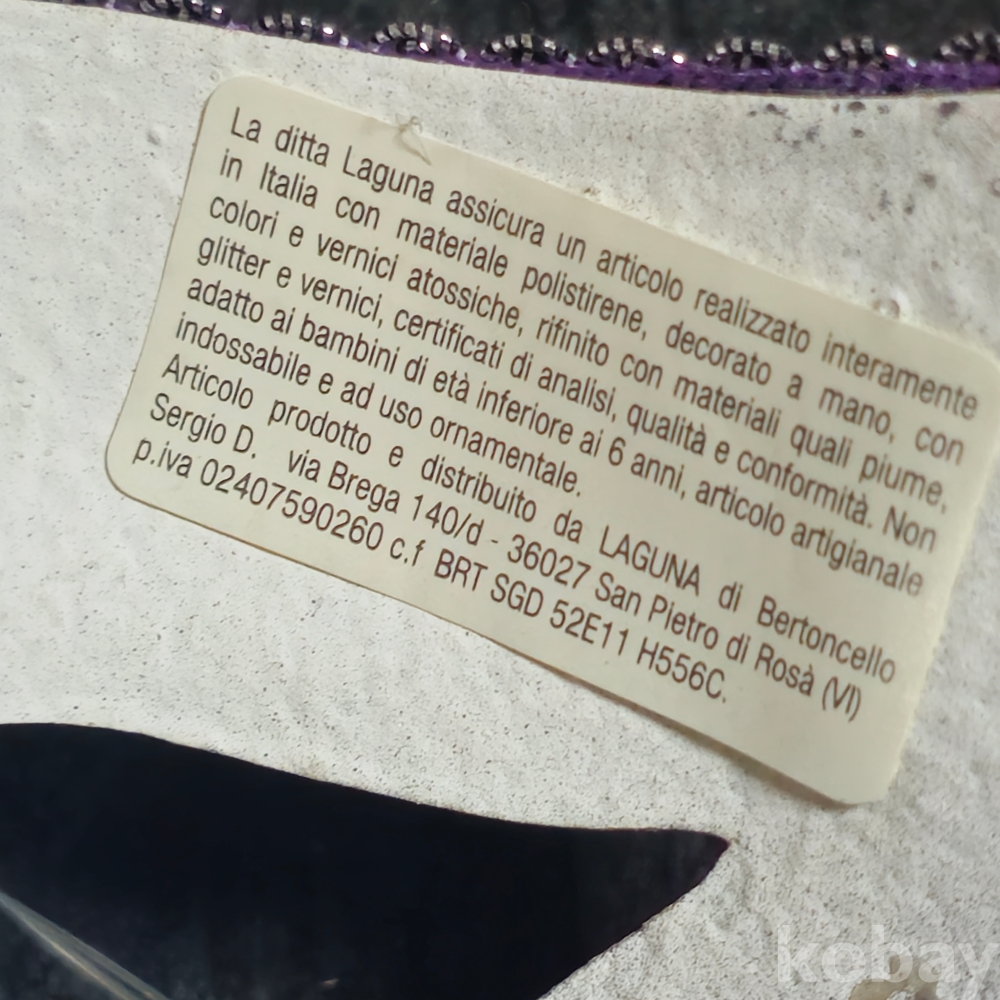 La ditta Laguna assicura un articolo realizzato interamente
in Italia con materiale polistirene, decorato a mano, con
colori e vernici atossiche, rifinito con materiali quali piume,
glitter e vernici, certificati di analisi, qualità e conformità. Non
adatto ai bambini di età inferiore ai 6 anni, articolo artigianale
indossabile e ad uso ornamentale.
Articolo prodotto e distribuito da LAGUNA di Bertoncello
Sergio D. via Brega 140/d - 36027 San Pietro di Rosà (VI)
p.iva 02407590260 c.f BRT SGD 52E11 H556C.
kobay